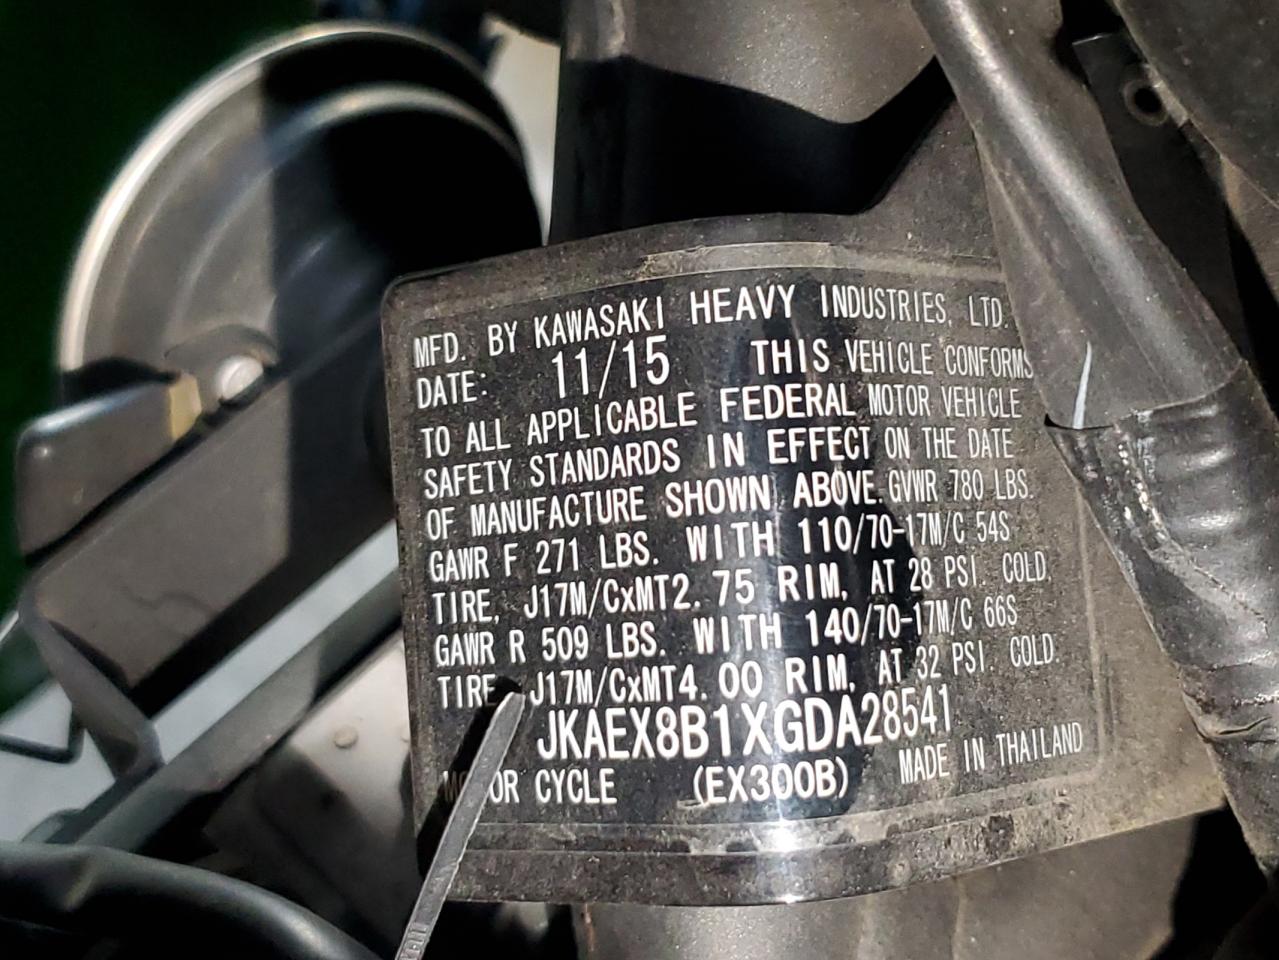 MFD. BY KAWASAKI HEAVY INDUSTRIES, LTD.
DATE: 11/15 THIS VEHICLE CONFORMS
TO ALL APPLICABLE FEDERAL MOTOR VEHICLE
SAFETY STANDARDS IN EFFECT ON THE DATE
OF MANUFACTURE SHOWN ABOVE. GVWR 780 LBS.
GAWR F 271 LBS. WITH 110/70-17M/C 54S
TIRE, J17M/CxMT2. 75 RIM, AT 28 PSI. COLD.
GAWR R 509 LBS. WITH 140/70-17M/C 66S
TIRE, J17M/CxMT4. 00 RIM, AT 32 PSI. COLD.
JKAEX8B1XGDA28541
MOTOR CYCLE (EX300B) MADE IN THAILAND